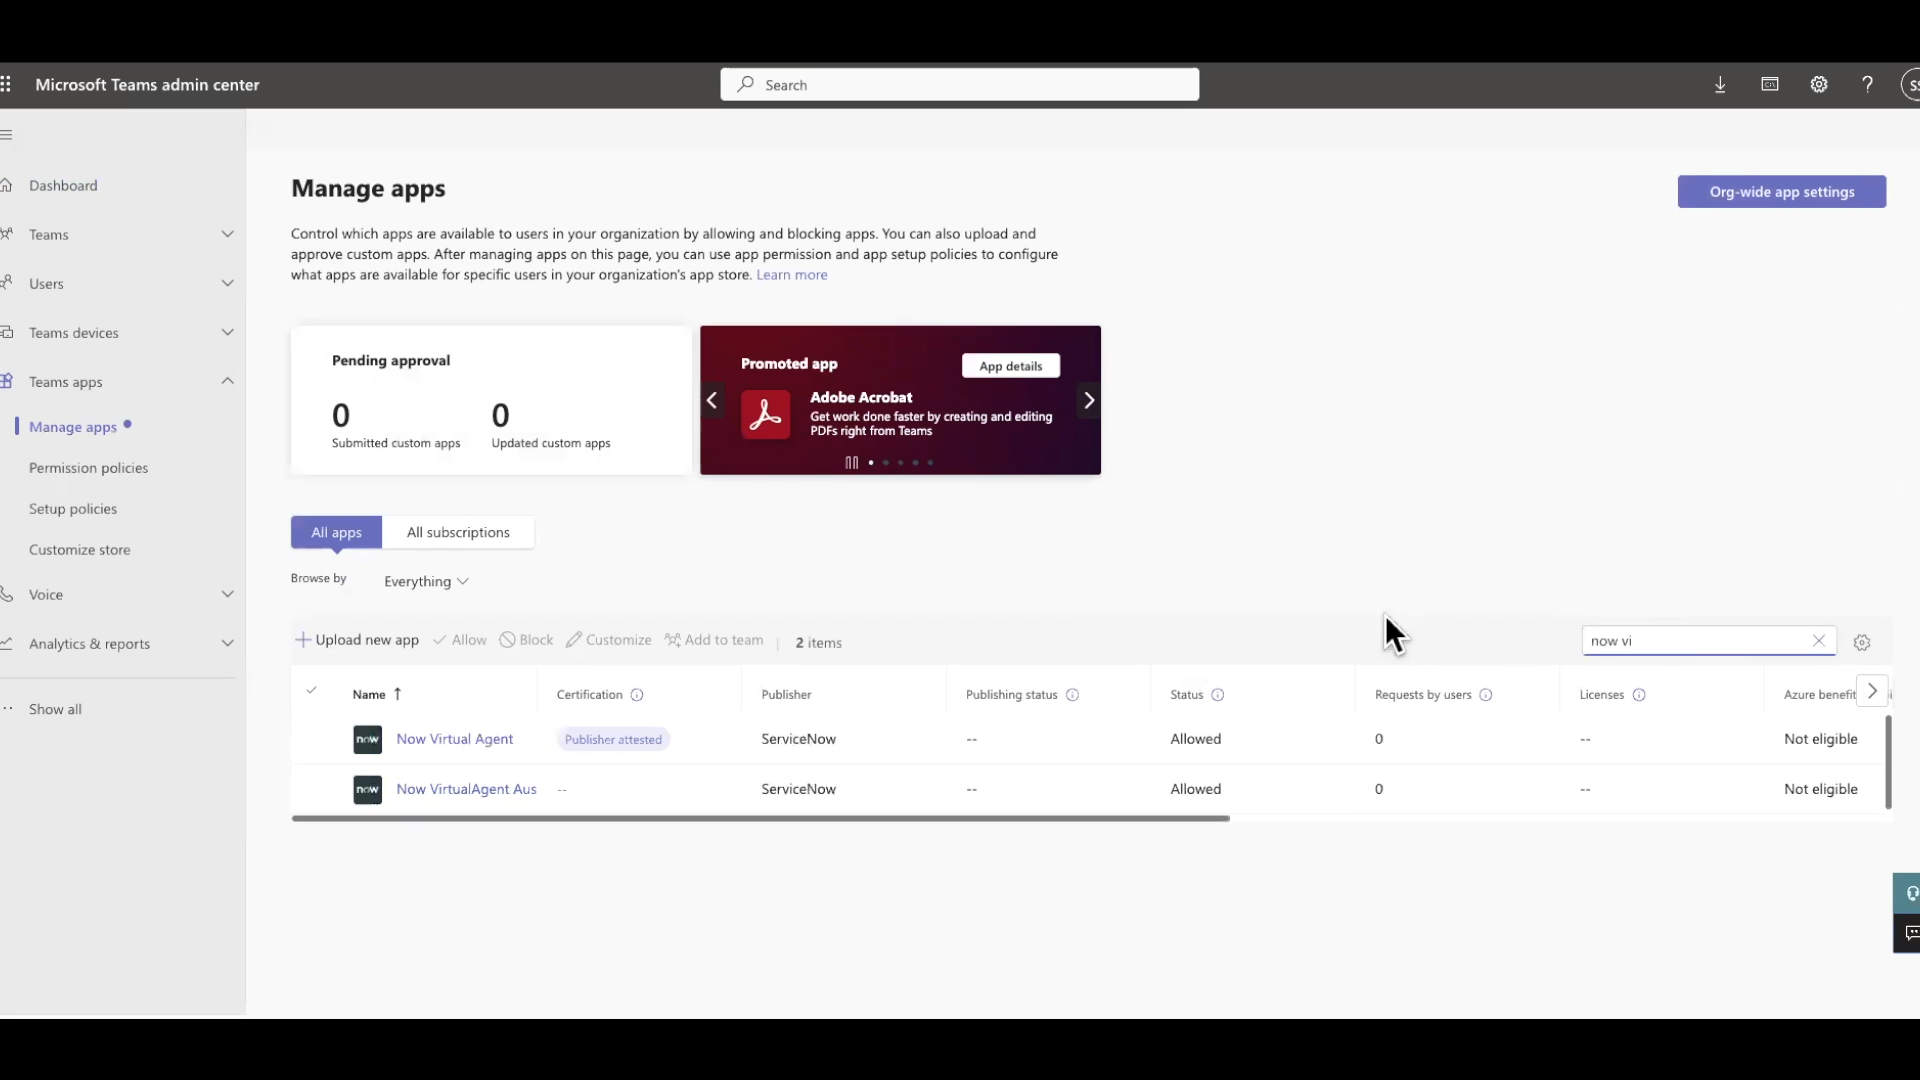 Microsoft Teams admin center
Search
?
SS
Dashboard
Teams
Users
Teams devices
Teams apps
Manage apps
Permission policies
Setup policies
Customize store
Voice
Analytics & reports
Show all
Manage apps
Org-wide app settings
Control which apps are available to users in your organization by allowing and blocking apps. You can also upload and
approve custom apps. After managing apps on this page, you can use app permission and app setup policies to configure
what apps are available for specific users in your organization's app store. Learn more
Pending approval
0
Submitted custom apps
0
Updated custom apps
Promoted app
App details
Adobe Acrobat
Get work done faster by creating and editing
PDFs right from Teams
All apps
All subscriptions
Browse by
Everything
Upload new app
Allow
Block
Customize
Add to team
2 items
now vi
Name ↑ Certification Publisher Publishing status Status Requests by users Licenses Azure benefit
now Now Virtual Agent Publisher attested ServiceNow -- Allowed 0 -- Not eligible
now Now VirtualAgent Aus -- ServiceNow -- Allowed 0 -- Not eligible